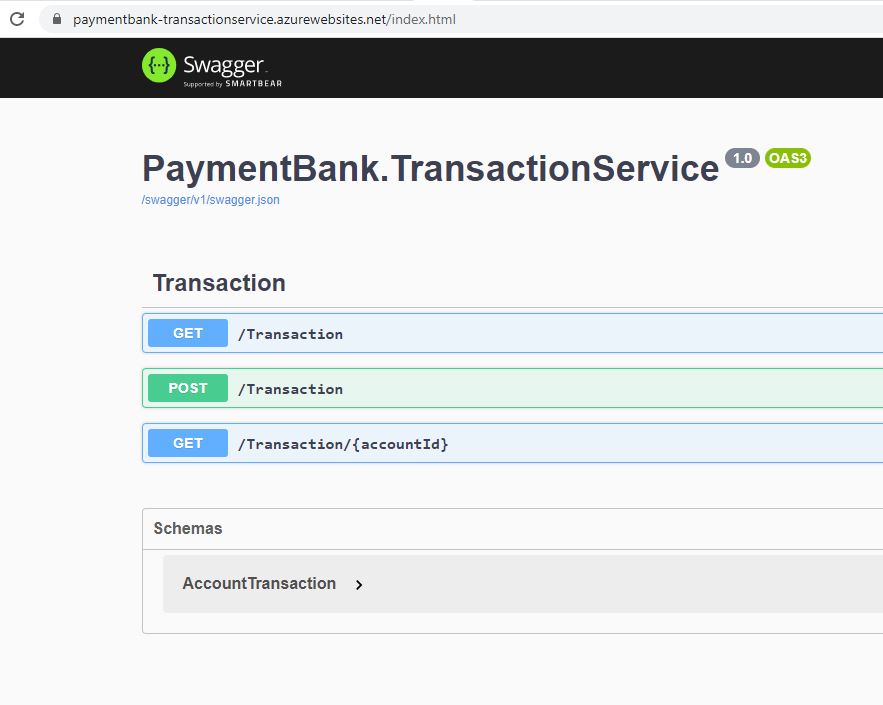 paymentbank-transactionservice.azurewebsites.net/index.html
{···} Swagger
Supported by SMARTBEAR
PaymentBank.TransactionService 1.0 OAS3
/swagger/v1/swagger.json
Transaction
GET /Transaction
POST /Transaction
GET /Transaction/{accountId}
Schemas
AccountTransaction